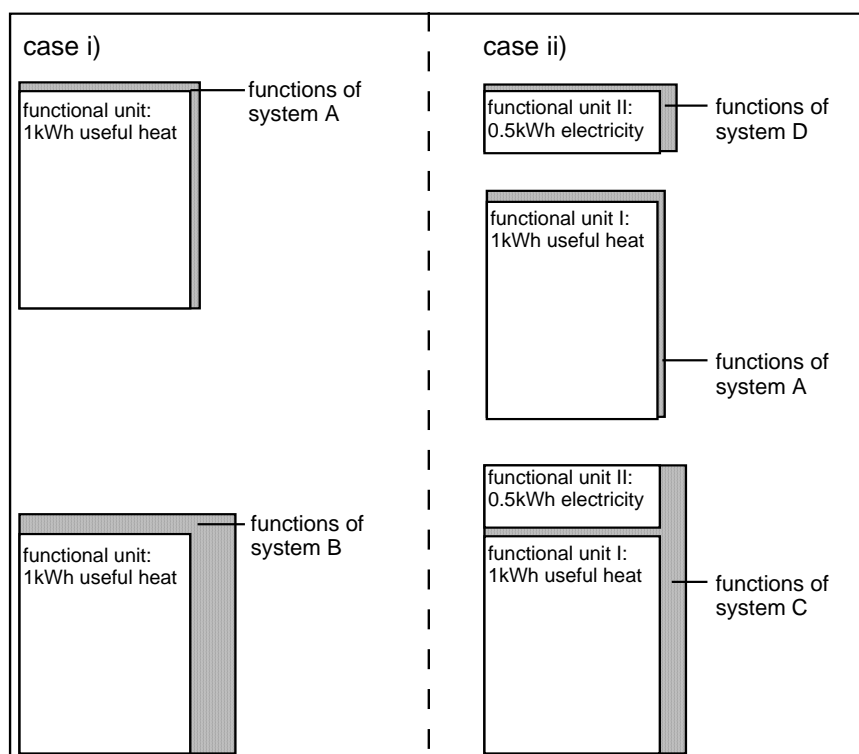 case i)
functions of
system A
functional unit:
1kWh useful heat
functions of
system B
functional unit:
1kWh useful heat
case ii)
functional unit II:
0.5kWh electricity
functions of
system D
functional unit I:
1kWh useful heat
functions of
system A
functional unit II:
0.5kWh electricity
functional unit I:
1kWh useful heat
functions of
system C